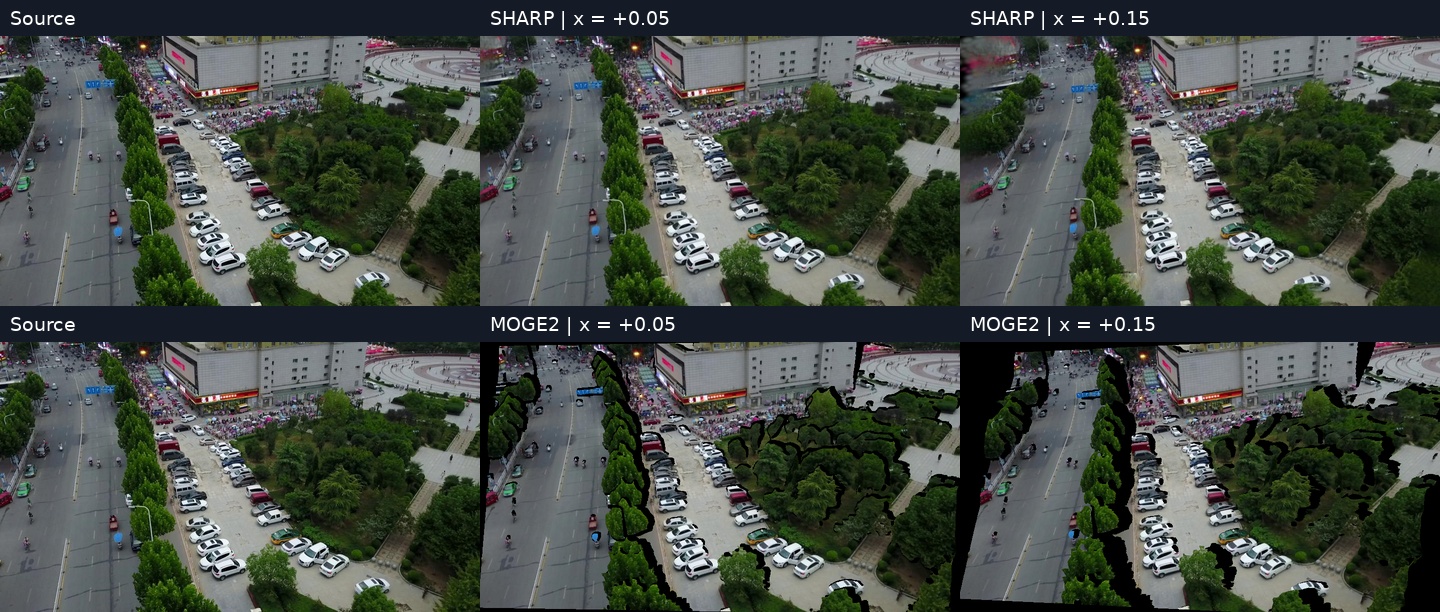 Source
SHARP | x = +0.05
SHARP | x = +0.15
Source
MOGE2 | x = +0.05
MOGE2 | x = +0.15